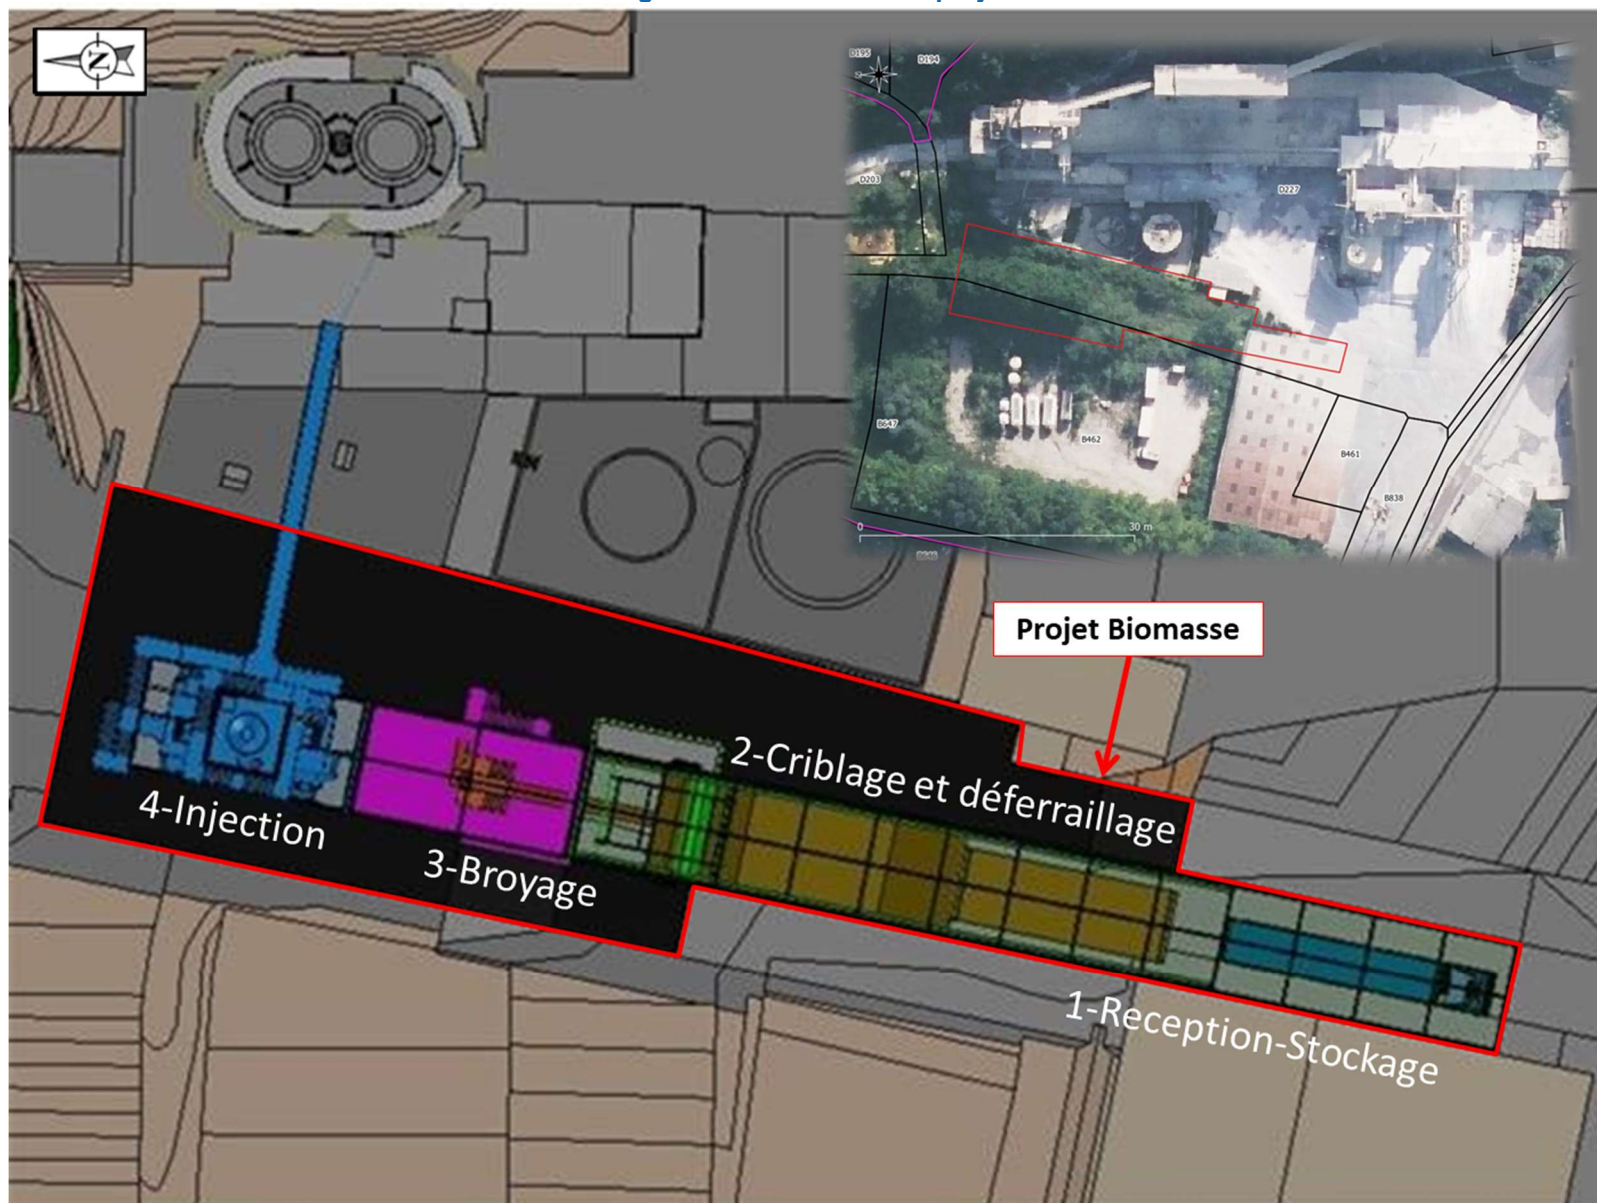 N
D195
D194
D203
D227
B647
B462
B461
B838
0
30 m
B646
Projet Biomasse
2-Criblage et déferraillage
4-Injection
3-Broyage
1-Reception-Stockage